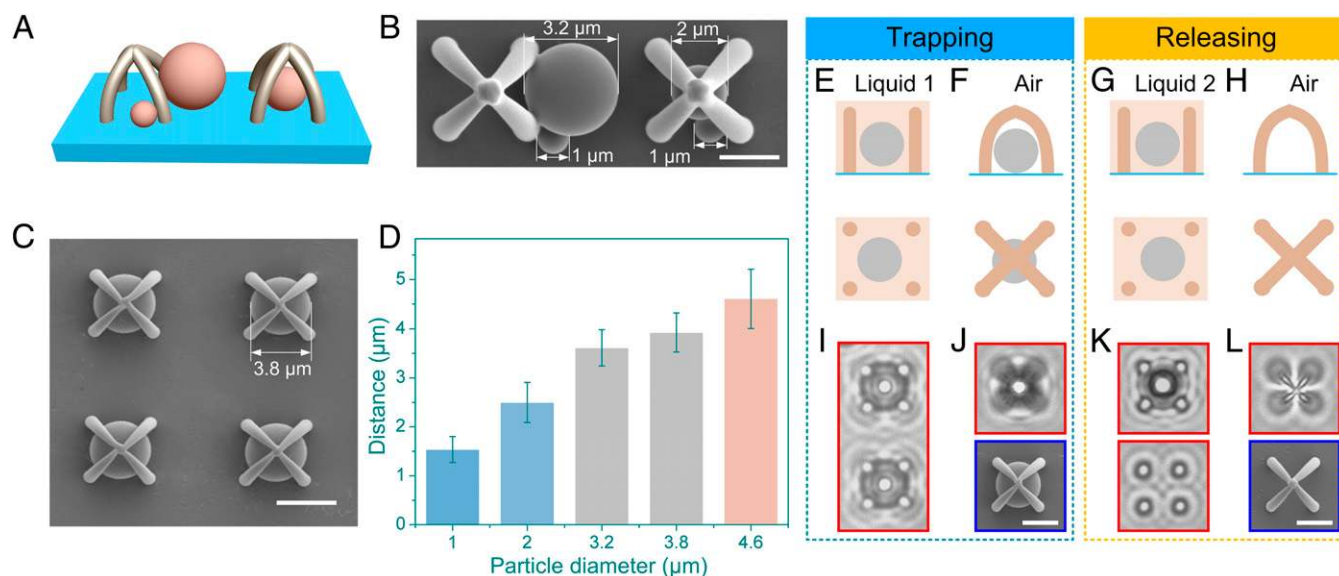 A
B
3.2 µm
2 µm
1 µm
1 µm
C
3.8 µm
D
Distance (µm)
5
4
3
2
1
0
1
2
3.2
3.8
4.6
Particle diameter (µm)
Trapping
Releasing
E
Liquid 1
F
Air
G
Liquid 2
H
Air
I
J
K
L